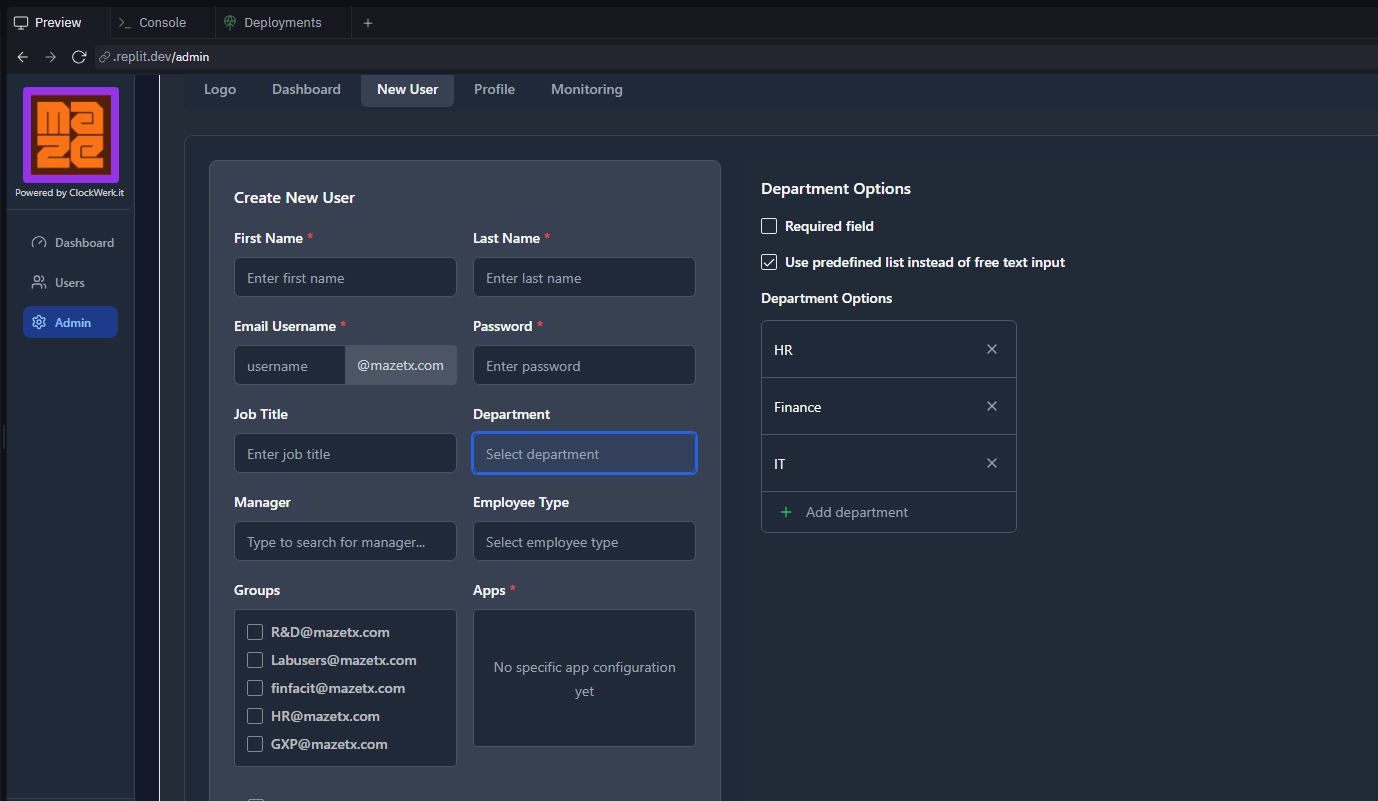 Preview
Console
Deployments
.replit.dev/admin
maze
Powered by ClockWerk.it
Dashboard
Users
Admin
Logo
Dashboard
New User
Profile
Monitoring
Create New User
First Name *
Last Name *
Enter first name
Enter last name
Email Username *
Password *
username
@mazetx.com
Enter password
Job Title
Department
Enter job title
Select department
Manager
Employee Type
Type to search for manager...
Select employee type
Groups
Apps *
R&D@mazetx.com
Labusers@mazetx.com
finfacit@mazetx.com
HR@mazetx.com
GXP@mazetx.com
No specific app configuration
yet
Department Options
Required field
Use predefined list instead of free text input
Department Options
HR
Finance
IT
Add department